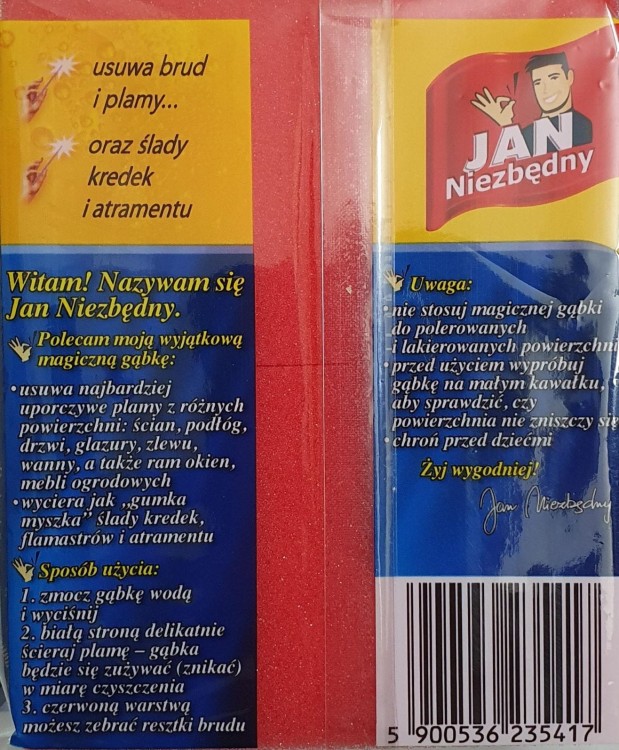 usuwa brud
i plamy...
oraz ślady
kredek
i atramentu
Witam! Nazywam się
Jan Niezbędny.
Polecam moją wyjątkową
magiczną gąbkę:
•usuwa najbardziej
uporczywe plamy z różnych
powierzchni: ścian, podłóg,
drzwi, glazury, zlewu,
wanny, a także ram okien,
mebli ogrodowych
•wyciera jak „gumka
myszka” ślady kredek,
flamastrów i atramentu
Sposób użycia:
1. zmocz gąbkę wodą
i wyciśnij
2. białą stroną delikatnie
ścieraj plamę – gąbka
będzie się zużywać (znikać)
w miarę czyszczenia
3. czerwoną warstwą
możesz zebrać resztki brudu
JAN
Niezbędny
Uwaga:
•nie stosuj magicznej gąbki
do polerowanych
i lakierowanych powierzchni
•przed użyciem wypróbuj
gąbkę na małym kawałku,
aby sprawdzić, czy
powierzchnia nie zniszczy się
•chroń przed dziećmi
Żyj wygodniej!
Jan Niezbędny
5 900536 235417